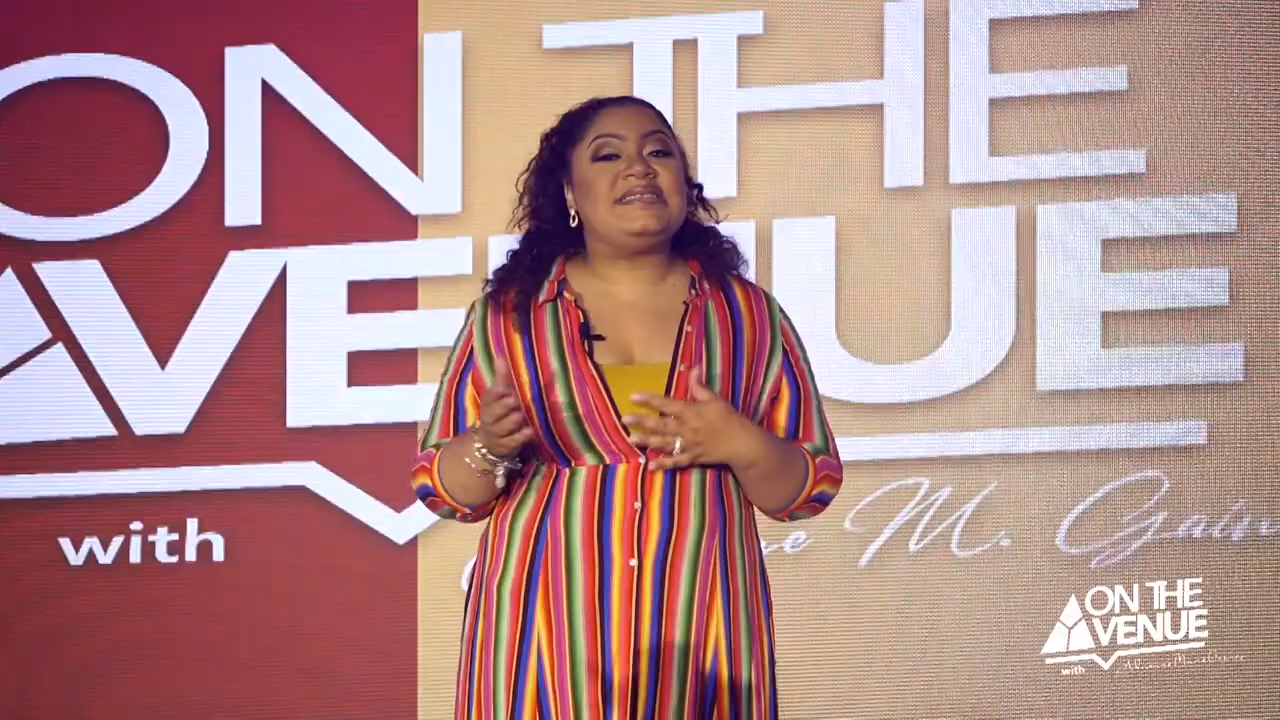 ON THE
AVENUE
with
M.
ON THE
AVENUE
with